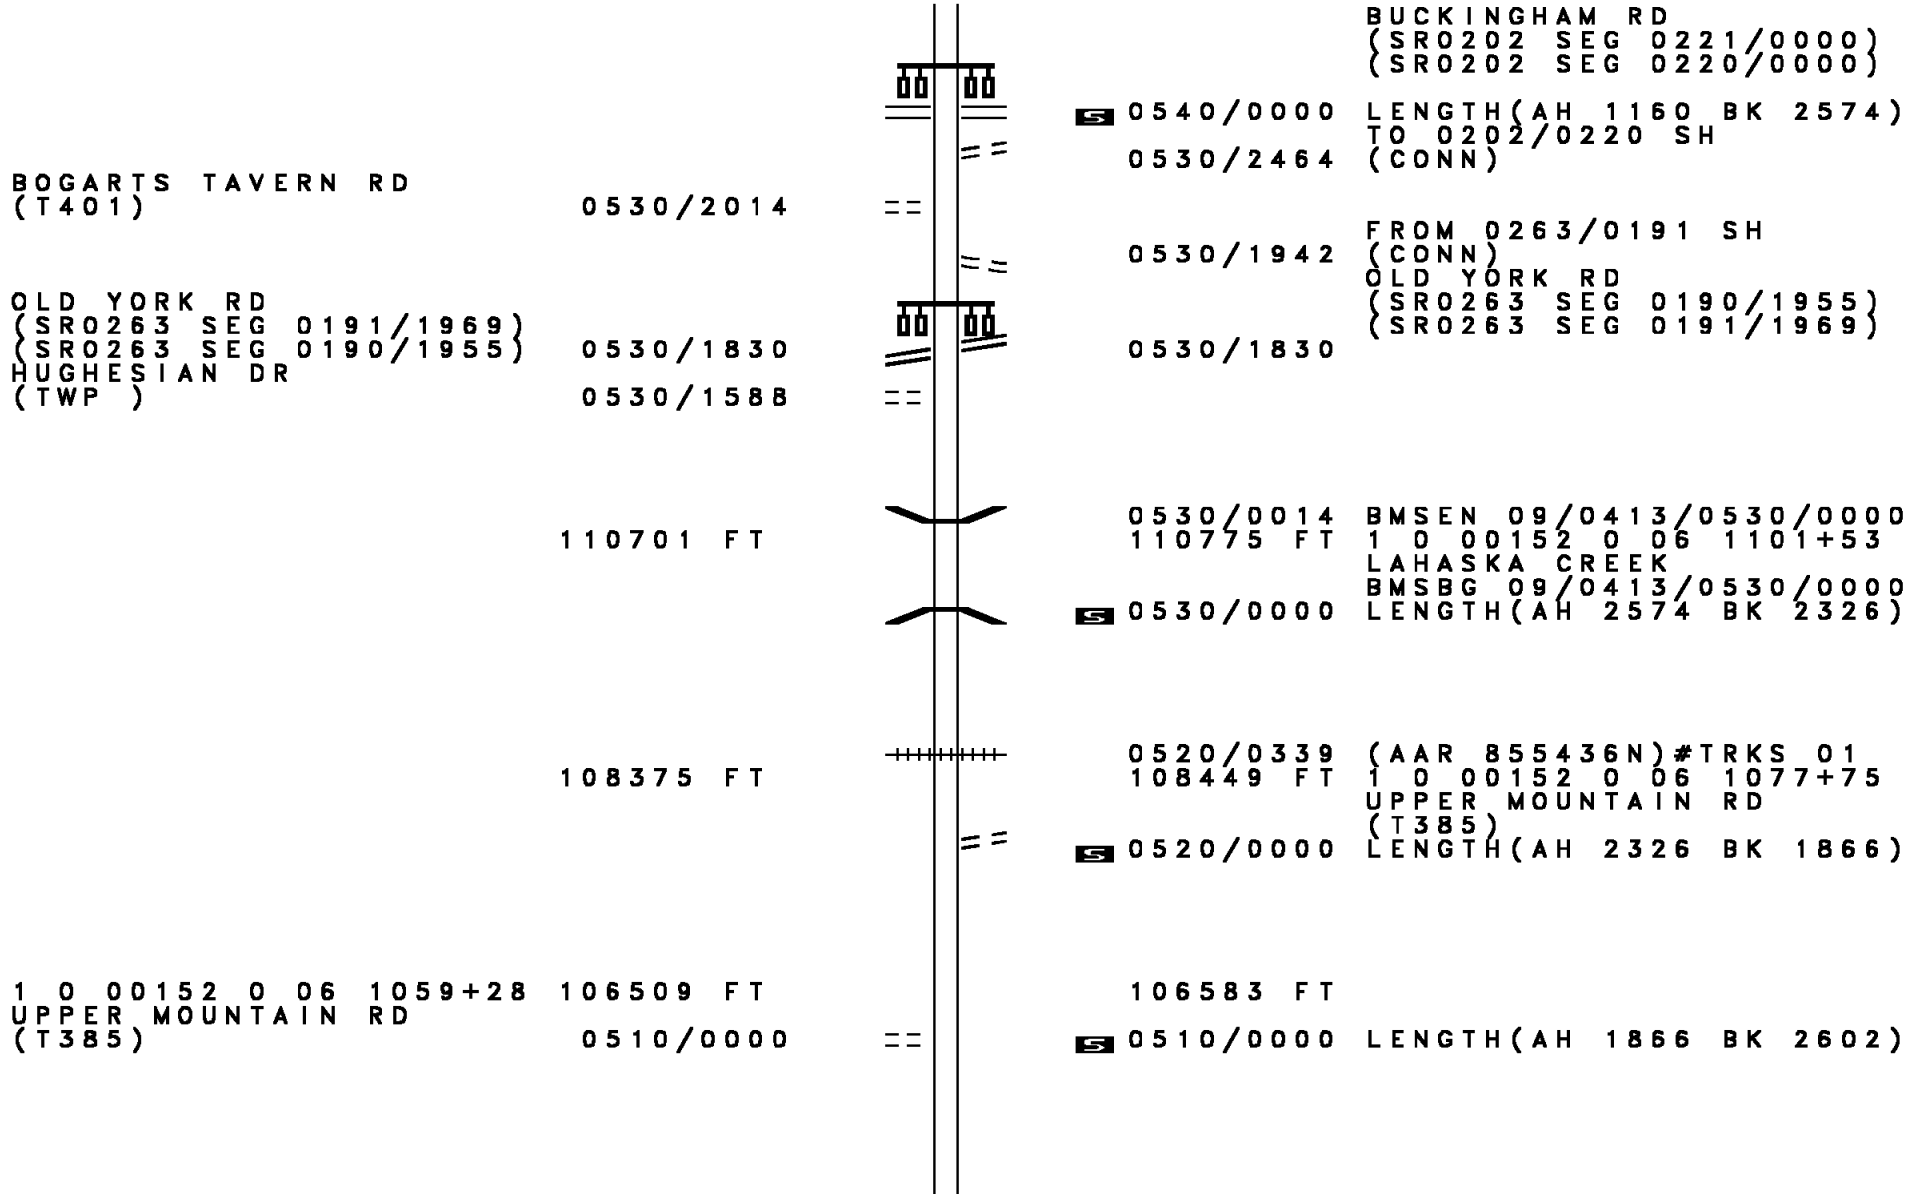 BUCKINGHAM RD
(SR0202 SEG 0221/0000)
(SR0202 SEG 0220/0000)
S 0540/0000 LENGTH(AH 1160 BK 2574)
TO 0202/0220 SH
0530/2464 (CONN)
BOGARTS TAVERN RD
(T401) 0530/2014
FROM 0263/0191 SH
0530/1942 (CONN)
OLD YORK RD
(SR0263 SEG 0190/1955)
(SR0263 SEG 0191/1969)
0530/1830
OLD YORK RD
(SR0263 SEG 0191/1969)
(SR0263 SEG 0190/1955) 0530/1830
HUGHESIAN DR
(TWP ) 0530/1588
0530/0014 BMSEN 09/0413/0530/0000
110701 FT 110775 FT 1 0 00152 0 06 1101+53
LAHASKA CREEK
BMSBG 09/0413/0530/0000
S 0530/0000 LENGTH(AH 2574 BK 2326)
0520/0339 (AAR 855436N)#TRKS 01
108375 FT 108449 FT 1 0 00152 0 06 1077+75
UPPER MOUNTAIN RD
(T385)
S 0520/0000 LENGTH(AH 2326 BK 1866)
1 0 00152 0 06 1059+28 106509 FT 106583 FT
UPPER MOUNTAIN RD
(T385) 0510/0000 S 0510/0000 LENGTH(AH 1866 BK 2602)